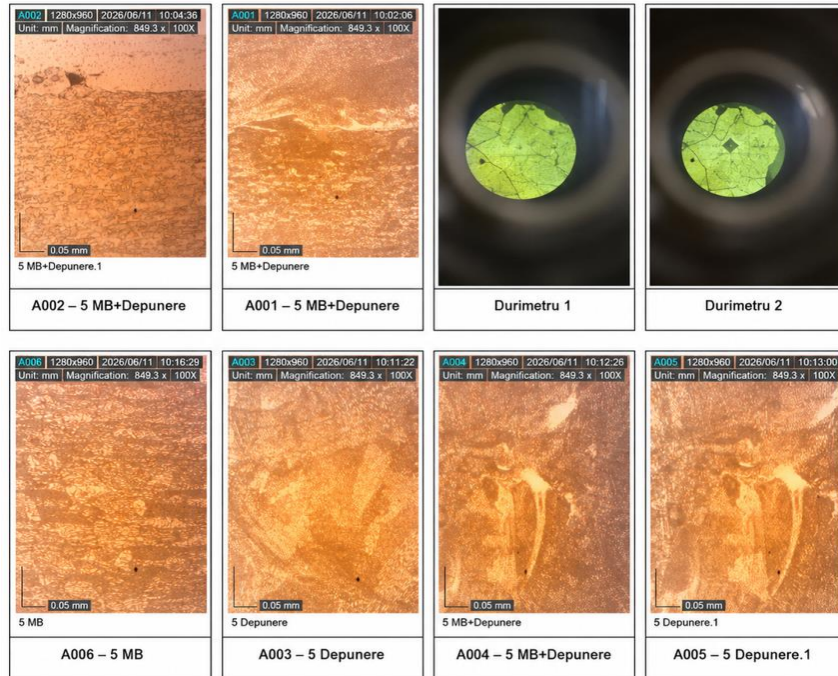 A002 1280x960 2026/06/11 10:04:36
Unit: mm Magnification: 849.3 x 100X
0.05 mm
5 MB+Depunere.1
A002 – 5 MB+Depunere
A001 1280x960 2026/06/11 10:02:06
Unit: mm Magnification: 849.3 x 100X
0.05 mm
5 MB+Depunere
A001 – 5 MB+Depunere
Durimetru 1
Durimetru 2
A006 1280x960 2026/06/11 10:16:29
Unit: mm Magnification: 849.3 x 100X
0.05 mm
5 MB
A006 – 5 MB
A003 1280x960 2026/06/11 10:11:22
Unit: mm Magnification: 849.3 x 100X
0.05 mm
5 Depunere
A003 – 5 Depunere
A004 1280x960 2026/06/11 10:12:26
Unit: mm Magnification: 849.3 x 100X
0.05 mm
5 MB+Depunere
A004 – 5 MB+Depunere
A005 1280x960 2026/06/11 10:13:00
Unit: mm Magnification: 849.3 x 100X
0.05 mm
5 Depunere.1
A005 – 5 Depunere.1